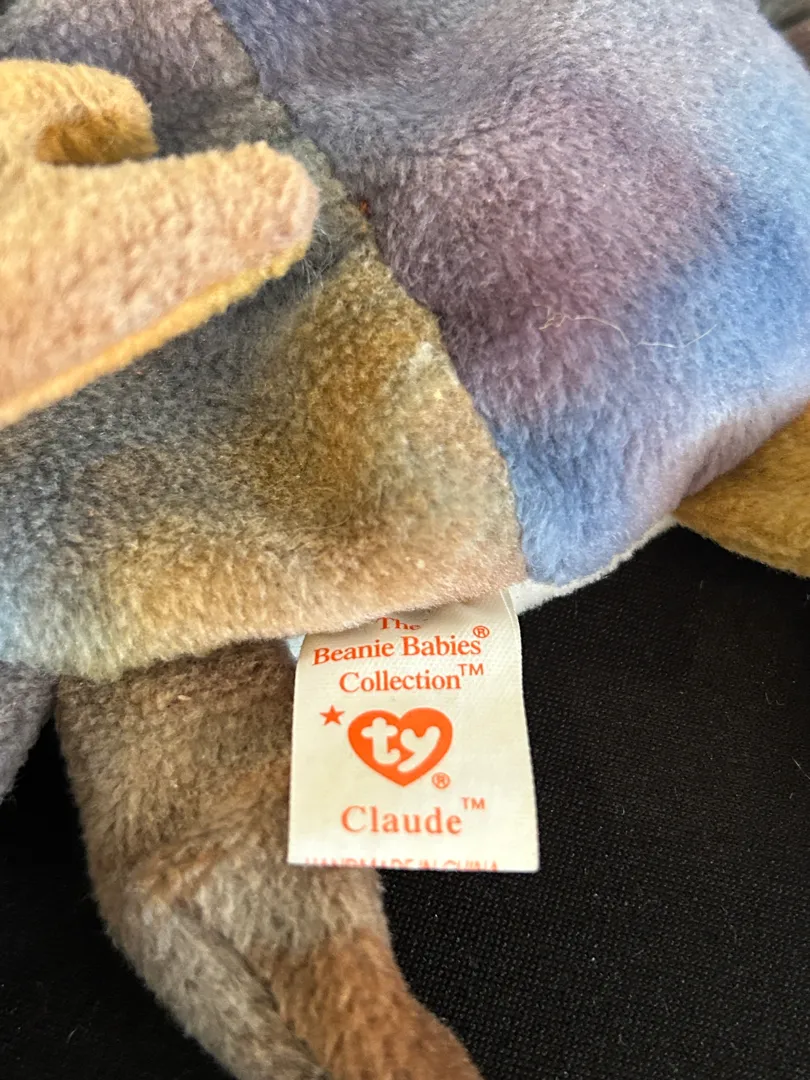 The
Beanie Babies®
Collection™
ty®
Claude™
HANDMADE IN CHINA